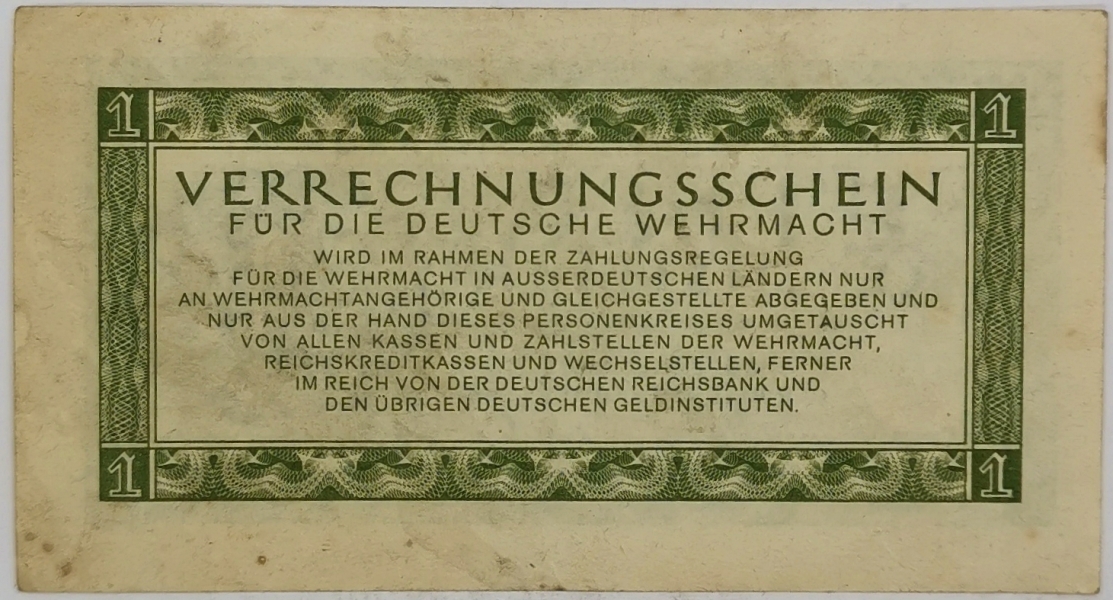 1 1
VERRECHNUNGSSCHEIN
FÜR DIE DEUTSCHE WEHRMACHT
WIRD IM RAHMEN DER ZAHLUNGSREGELUNG
FÜR DIE WEHRMACHT IN AUSSERDEUTSCHEN LÄNDERN NUR
AN WEHRMACHTANGEHÖRIGE UND GLEICHGESTELLTE ABGEGEBEN UND
NUR AUS DER HAND DIESES PERSONENKREISES UMGETAUSCHT
VON ALLEN KASSEN UND ZAHLSTELLEN DER WEHRMACHT,
REICHSKREDITKASSEN UND WECHSELSTELLEN, FERNER
IM REICH VON DER DEUTSCHEN REICHSBANK UND
DEN ÜBRIGEN DEUTSCHEN GELDINSTITUTEN.
1 1